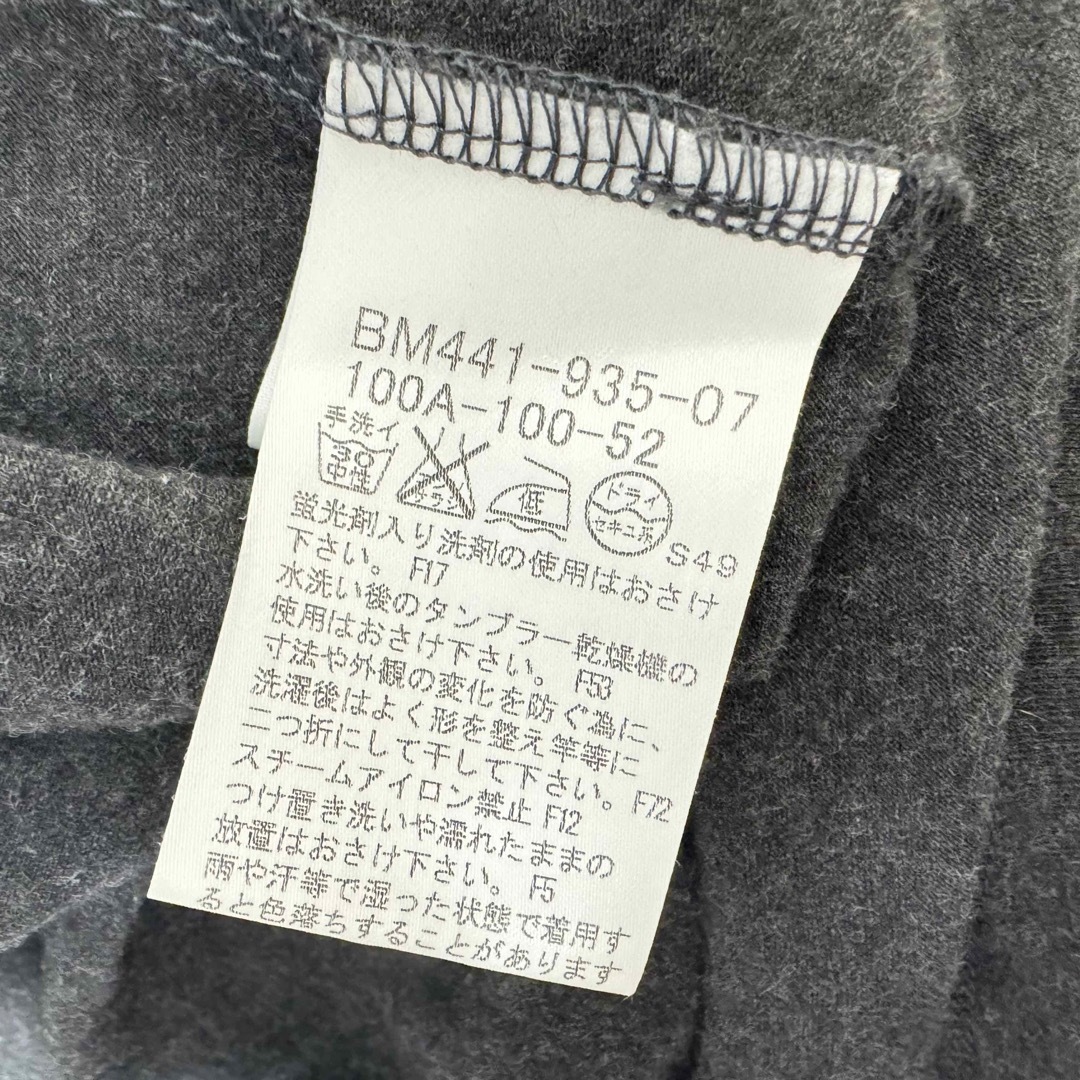 BM441-935-07
100A-100-52
手洗イ
30 中性
エンソ サラシ
低
ドライ
セキユ系
S49
蛍光剤入り洗剤の使用はおさけ
下さい。 F17
水洗い後のタンブラー乾燥機の
使用はおさけ下さい。 F53
寸法や外観の変化を防ぐ為に、
洗濯後はよく形を整え竿等に
二つ折にして干して下さい。 F72
スチームアイロン禁止 F12
つけ置き洗いや濡れたままの
放置はおさけ下さい。 F5
雨や汗等で湿った状態で着用す
ると色落ちすることがあります